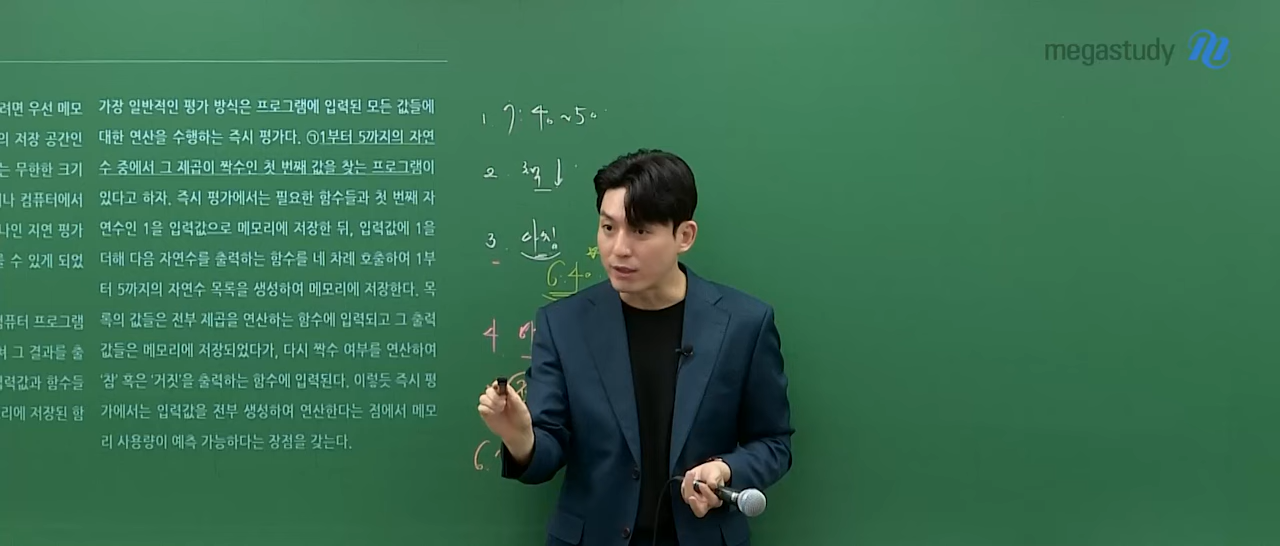 megastudy
려면 우선 메모
의 저장 공간인
는 무한한 크기
나 컴퓨터에서
나인 지연 평가
를 수 있게 되었
컴퓨터 프로그램
려 그 결과를 출
력값과 함수들
리에 저장된 함
가장 일반적인 평가 방식은 프로그램에 입력된 모든 값들에
대한 연산을 수행하는 즉시 평가다. ㉠1부터 5까지의 자연
수 중에서 그 제곱이 짝수인 첫 번째 값을 찾는 프로그램이
있다고 하자. 즉시 평가에서는 필요한 함수들과 첫 번째 자
연수인 1을 입력값으로 메모리에 저장한 뒤, 입력값에 1을
더해 다음 자연수를 출력하는 함수를 네 차례 호출하여 1부
터 5까지의 자연수 목록을 생성하여 메모리에 저장한다. 목
록의 값들은 전부 제곱을 연산하는 함수에 입력되고 그 출력
값들은 메모리에 저장되었다가, 다시 짝수 여부를 연산하여
‘참’ 혹은 ‘거짓’을 출력하는 함수에 입력된다. 이렇듯 즉시 평
가에서는 입력값을 전부 생성하여 연산한다는 점에서 메모
리 사용량이 예측 가능하다는 장점을 갖는다.
1. 7:40~50
2. 책↓
3. 아침
6:40
4
6.